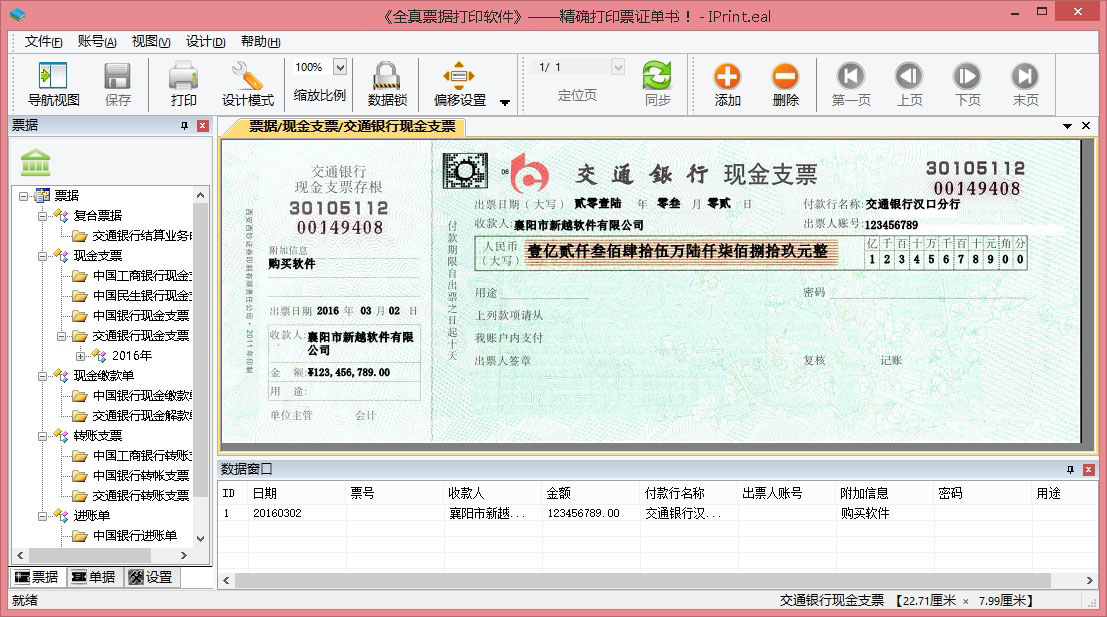 《全真票据打印软件》——精确打印票证单书！ - IPrint.eal
文件(F) 账号(A) 视图(V) 设计(D) 帮助(H)
导航视图 保存 打印 设计模式 100% 缩放比例 数据锁 偏移设置 1/ 1 定位页 同步 添加 删除 第一页 上页 下页 末页
票据
票据
复合票据
交通银行结算业务
现金支票
中国工商银行现金支
中国民生银行现金支
中国银行现金支票
交通银行现金支票
2016年
现金缴款单
中国银行现金缴款单
交通银行现金解款单
转账支票
中国工商银行转账支
中国银行转帐支票
交通银行转账支票
进账单
中国银行进账单
票据 单据 设置
票据/现金支票/交通银行现金支票
交通银行
现金支票存根
30105112
00149408
附加信息
购买软件
出票日期 2016 年 03 月 02 日
收款人: 襄阳市新越软件有限
公司
金 额: ¥123,456,789.00
用 途:
单位主管 会计
付款期限自出票之日起十天
08 交通银行 现金支票
30105112
00149408
出票日期（大写） 贰零壹陆 年 零叁 月 零贰 日
付款行名称: 交通银行汉口分行
收款人: 襄阳市新越软件有限公司
出票人账号: 123456789
人民币
（大写）
壹亿贰仟叁佰肆拾伍万陆仟柒佰捌拾玖元整
亿千百十万千百十元角分
1 2 3 4 5 6 7 8 9 0 0
用途
密码
上列款项请从
我账户内支付
出票人签章
复核 记账
数据窗口
ID 日期 票号 收款人 金额 付款行名称 出票人账号 附加信息 密码 用途
1 20160302 襄阳市新越... 123456789.00 交通银行汉... 购买软件
就绪
交通银行现金支票 【22.71厘米 × 7.99厘米】